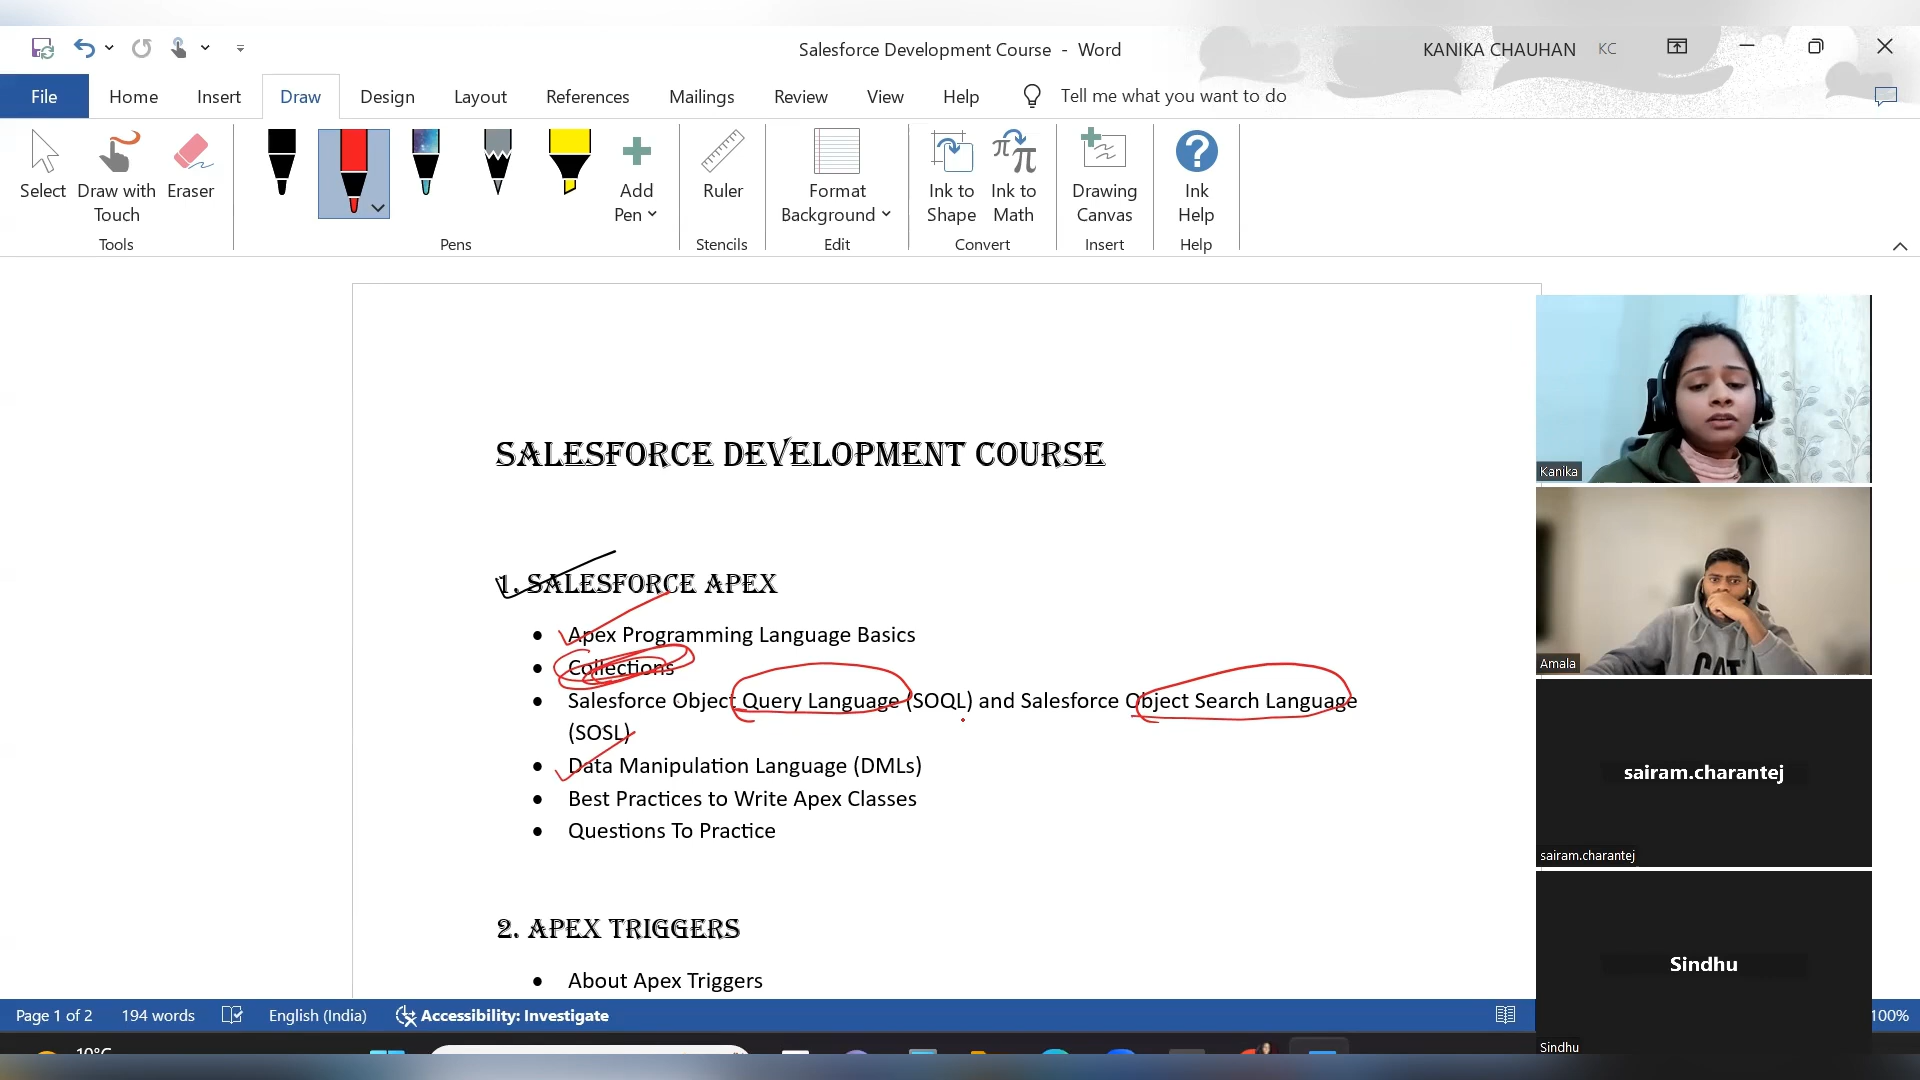 Salesforce Development Course - Word
KANIKA CHAUHAN KC
File Home Insert Draw Design Layout References Mailings Review View Help Tell me what you want to do
Select Draw with Touch Eraser Add Pen Ruler Format Background Ink to Shape Ink to Math Drawing Canvas Ink Help
Tools Pens Stencils Edit Convert Insert Help
SALESFORCE DEVELOPMENT COURSE
1. SALESFORCE APEX
• Apex Programming Language Basics
• Collections
• Salesforce Object Query Language (SOQL) and Salesforce Object Search Language
(SOSL)
• Data Manipulation Language (DMLs)
• Best Practices to Write Apex Classes
• Questions To Practice
2. APEX TRIGGERS
• About Apex Triggers
Kanika
CAT
Amala
sairam.charantej
sairam.charantej
Sindhu
Sindhu
Page 1 of 2 194 words English (India) Accessibility: Investigate 100%
10°C